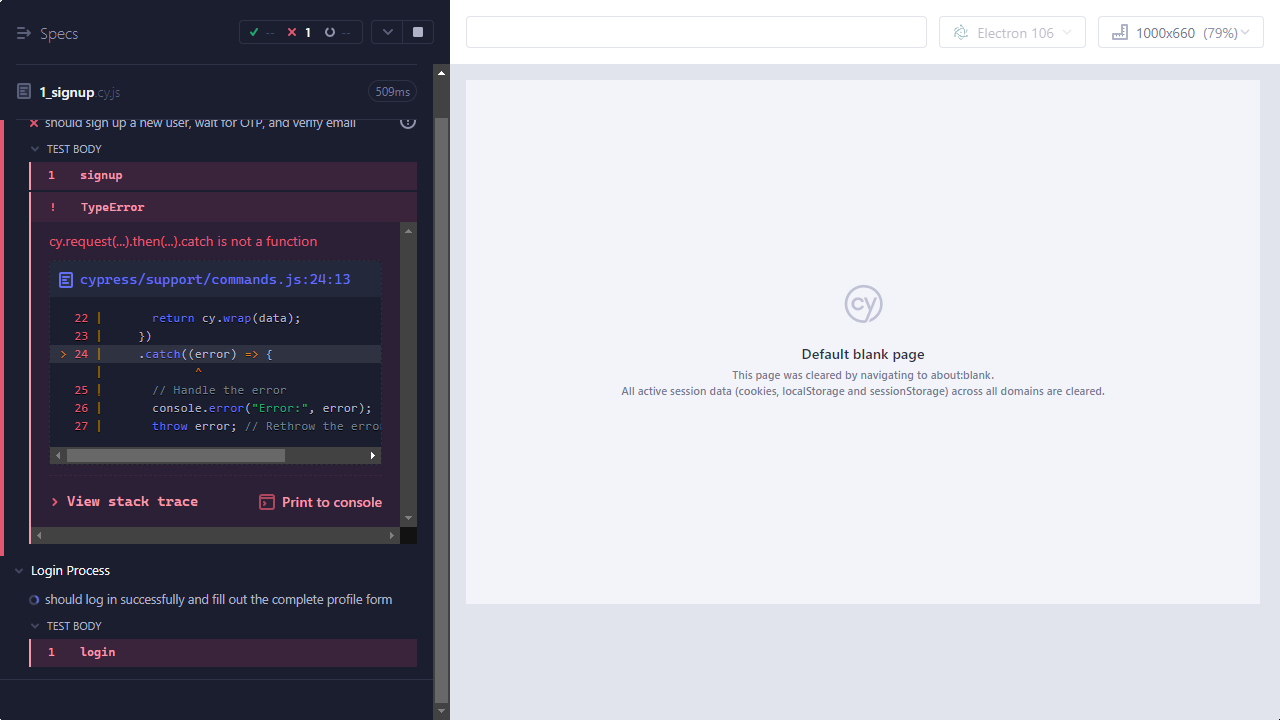 Specs
-- 1 --
Electron 106
1000x660 (79%)
1_signup cy.js
509ms
should sign up a new user, wait for OTP, and verify email
TEST BODY
1 signup
! TypeError
cy.request(...).then(...).catch is not a function
cypress/support/commands.js:24:13
22 | return cy.wrap(data);
23 | })
> 24 | .catch((error) => {
| ^
25 | // Handle the error
26 | console.error("Error:", error);
27 | throw error; // Rethrow the erro
> View stack trace
Print to console
Login Process
should log in successfully and fill out the complete profile form
TEST BODY
1 login
cy
Default blank page
This page was cleared by navigating to about:blank.
All active session data (cookies, localStorage and sessionStorage) across all domains are cleared.